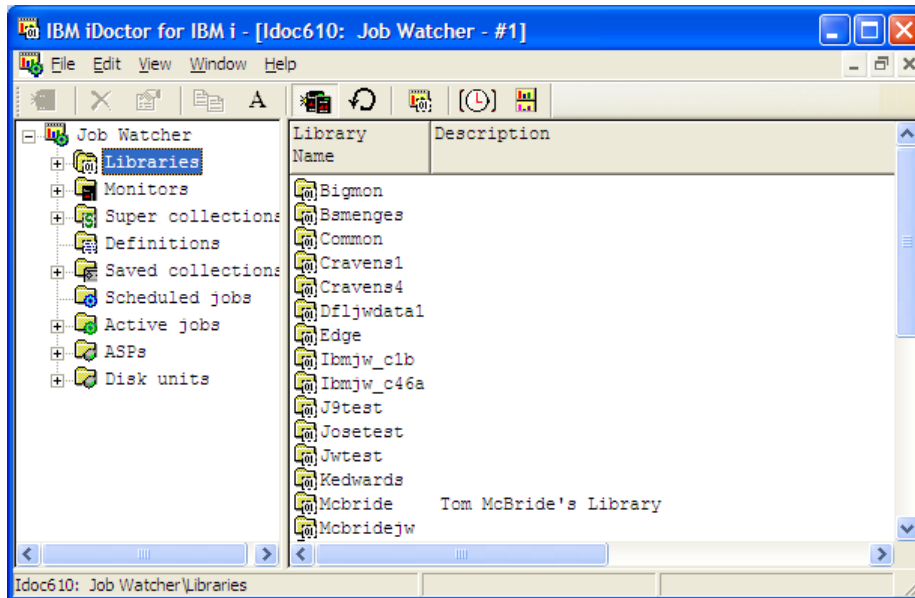 IBM iDoctor for IBM i - [Idoc610: Job Watcher - #1]
File Edit View Window Help
A
Job Watcher
Libraries
Monitors
Super collections
Definitions
Saved collections
Scheduled jobs
Active jobs
ASPs
Disk units
Library Name
Description
Bigmon
Bsmenges
Common
Cravens1
Cravens4
Dfljwdata1
Edge
Ibmjw_c1b
Ibmjw_c46a
J9test
Josetest
Jwtest
Kedwards
Mcbride Tom McBride's Library
Mcbridejw
Idoc610: Job Watcher\Libraries